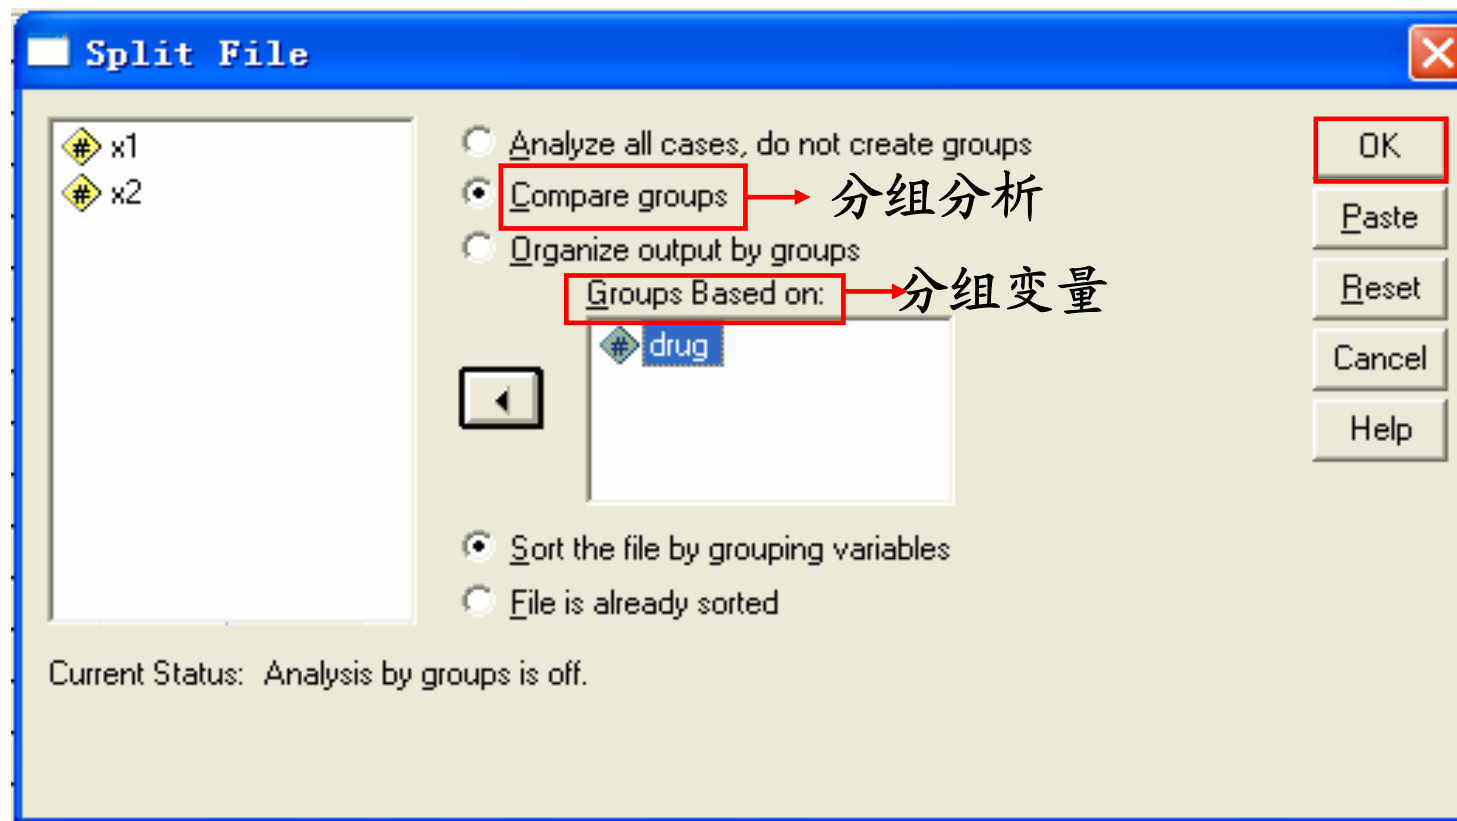 Split File
x1
x2
Analyze all cases, do not create groups
Compare groups 分组分析
Organize output by groups
Groups Based on: 分组变量
drug
Sort the file by grouping variables
File is already sorted
Current Status: Analysis by groups is off.
OK
Paste
Reset
Cancel
Help